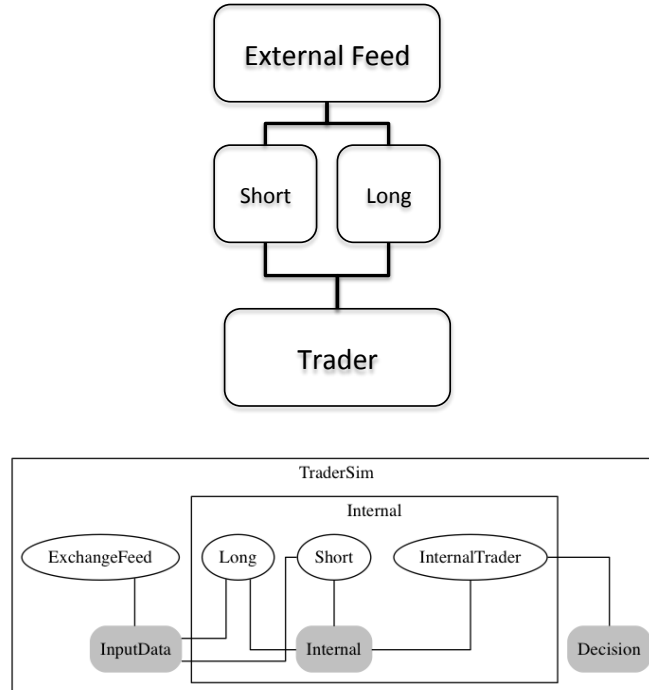 External Feed
Short Long
Trader
TraderSim
Internal
ExchangeFeed Long Short InternalTrader
InputData Internal Decision